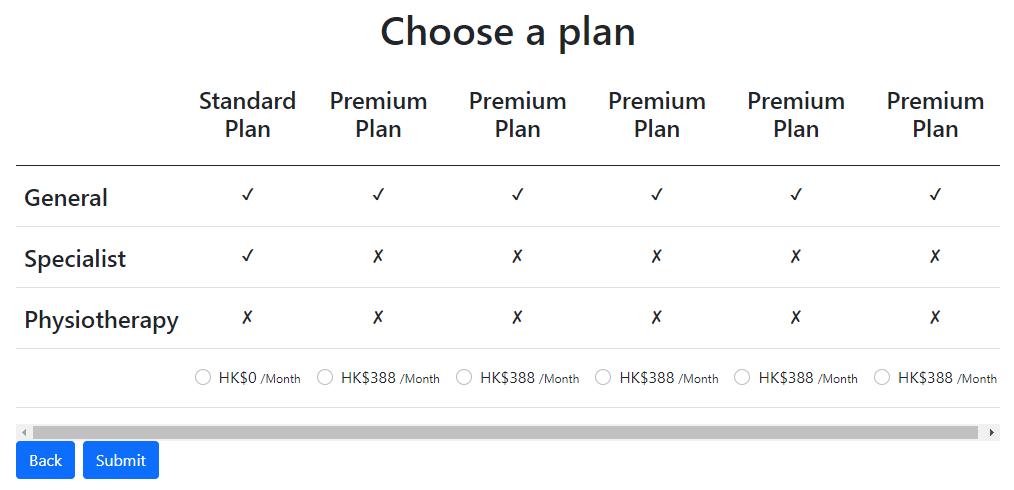 Choose a plan
Standard Plan Premium Plan Premium Plan Premium Plan Premium Plan Premium Plan
General ✓ ✓ ✓ ✓ ✓ ✓
Specialist ✓ ✗ ✗ ✗ ✗ ✗
Physiotherapy ✗ ✗ ✗ ✗ ✗ ✗
HK$0 /Month HK$388 /Month HK$388 /Month HK$388 /Month HK$388 /Month HK$388 /Month
Back Submit